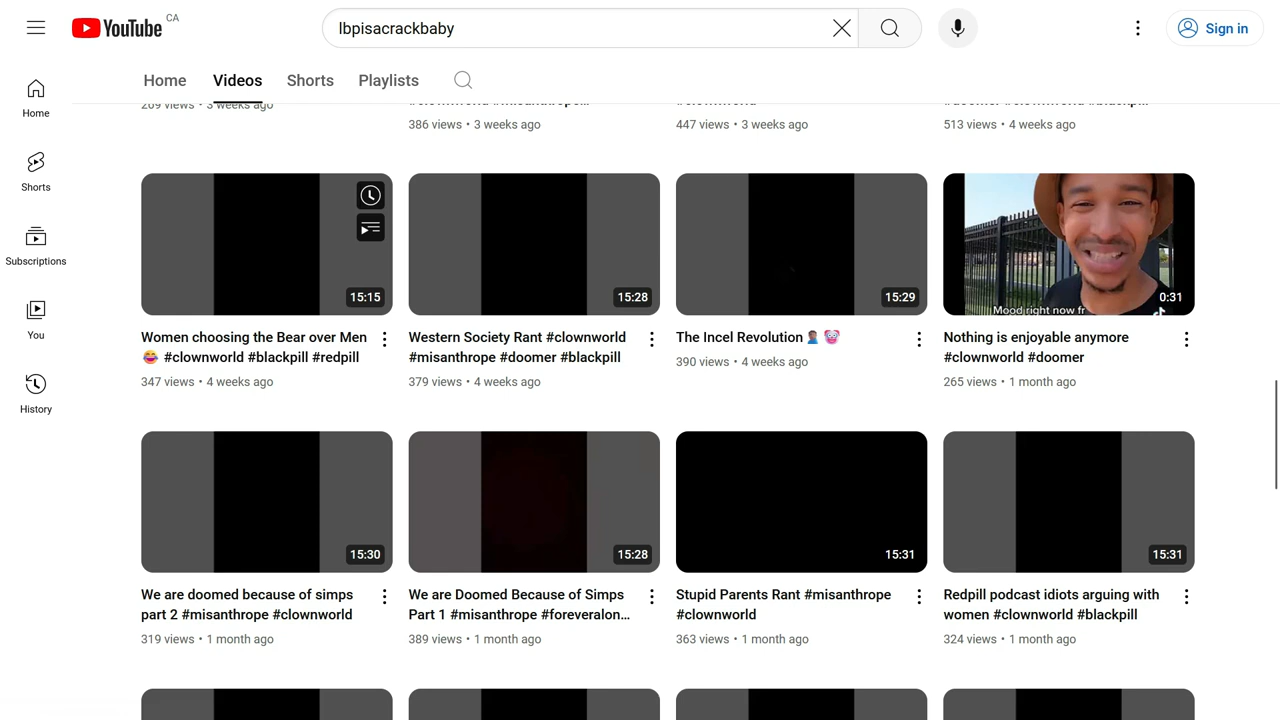 YouTube CA
lbpisacrackbaby
Sign in
Home Videos Shorts Playlists
Home
Shorts
Subscriptions
You
History
269 views • 3 weeks ago
386 views • 3 weeks ago
447 views • 3 weeks ago
513 views • 4 weeks ago
15:15
Women choosing the Bear over Men
😂 #clownworld #blackpill #redpill
347 views • 4 weeks ago
15:28
Western Society Rant #clownworld
#misanthrope #doomer #blackpill
379 views • 4 weeks ago
15:29
The Incel Revolution 🤦🏾‍♂️ 🤡
390 views • 4 weeks ago
Mood right now fr
0:31
Nothing is enjoyable anymore
#clownworld #doomer
265 views • 1 month ago
15:30
We are doomed because of simps
part 2 #misanthrope #clownworld
319 views • 1 month ago
15:28
We are Doomed Because of Simps
Part 1 #misanthrope #foreveralon...
389 views • 1 month ago
15:31
Stupid Parents Rant #misanthrope
#clownworld
363 views • 1 month ago
15:31
Redpill podcast idiots arguing with
women #clownworld #blackpill
324 views • 1 month ago